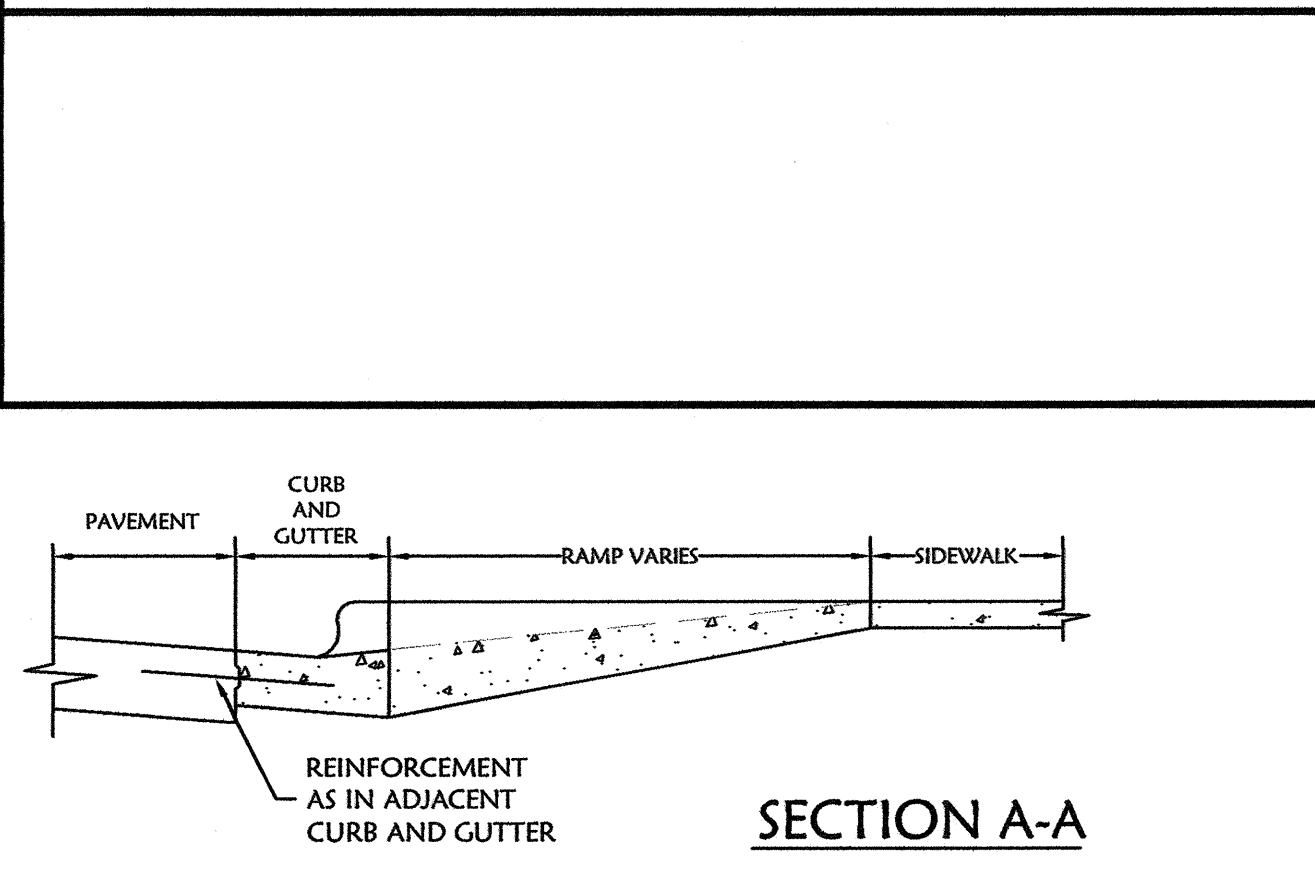 CURB
AND
GUTTER
PAVEMENT
RAMP VARIES
SIDEWALK
REINFORCEMENT
AS IN ADJACENT
CURB AND GUTTER
SECTION A-A